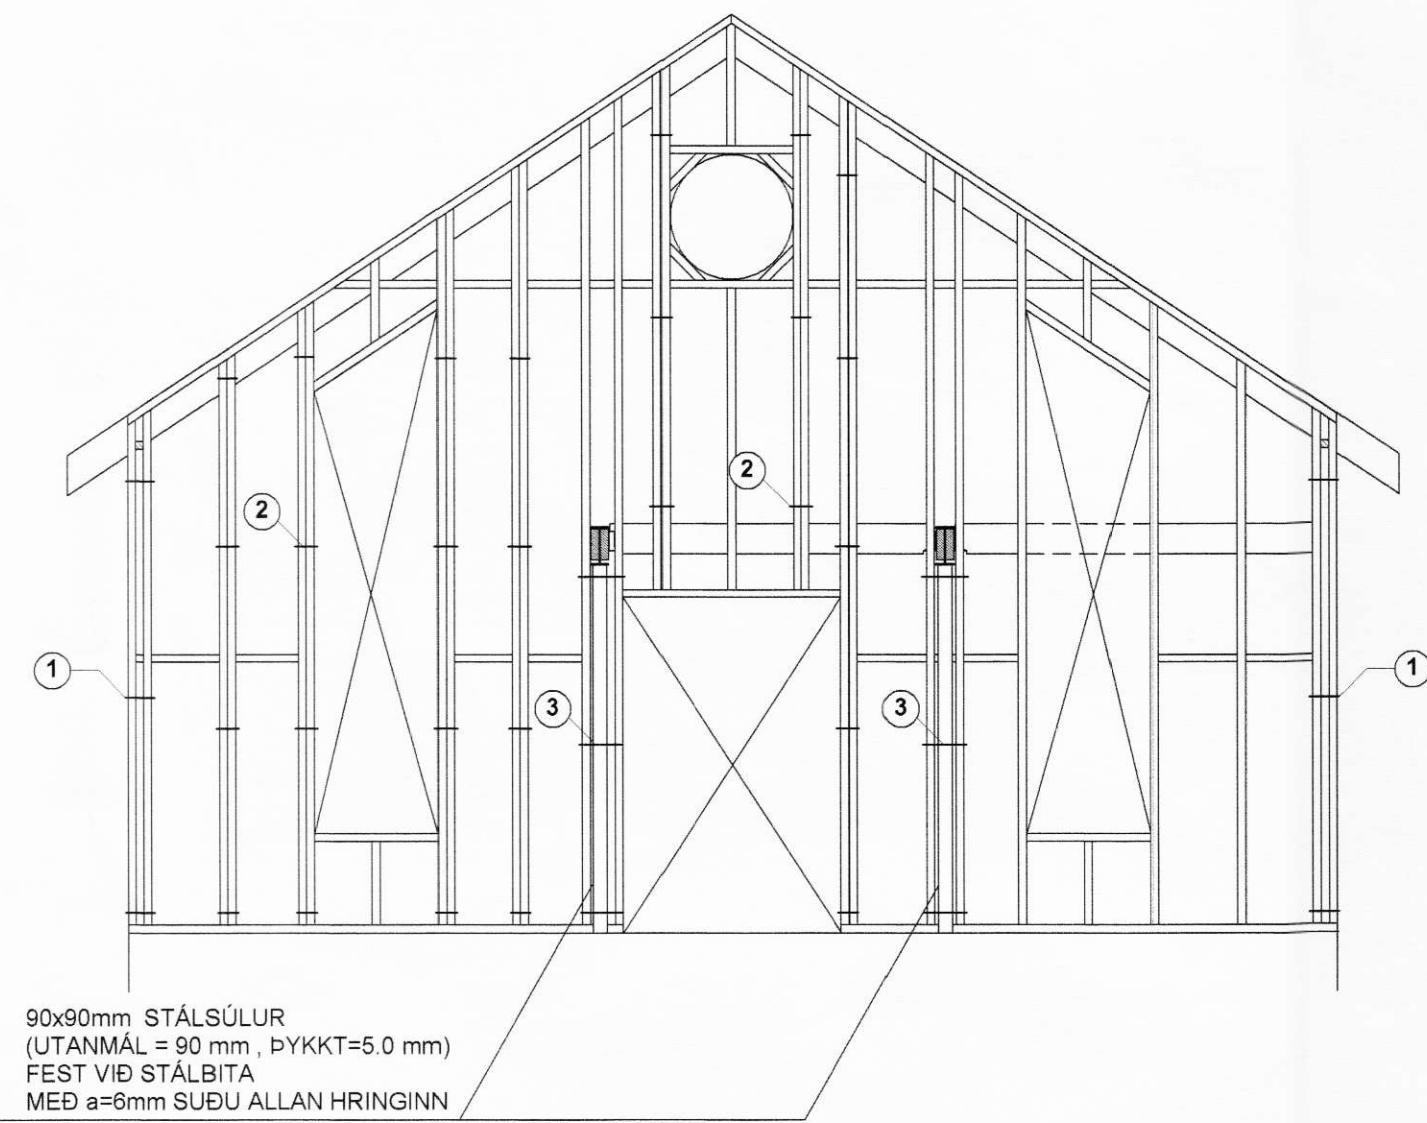 2
2
1
1
3
3
90x90mm STÁLSÚLUR
(UTANMÁL = 90 mm , ÞYKKT=5.0 mm)
FEST VIÐ STÁLBITA
MEÐ a=6mm SUÐU ALLAN HRINGINN